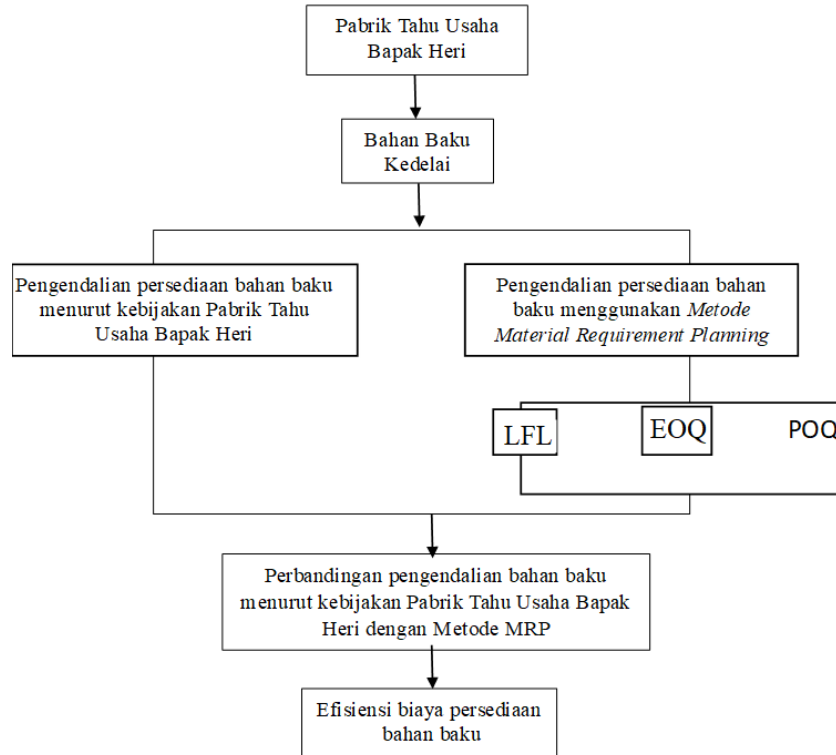 Pabrik Tahu Usaha
Bapak Heri
Bahan Baku
Kedelai
Pengendalian persediaan bahan baku
menurut kebijakan Pabrik Tahu
Usaha Bapak Heri
Pengendalian persediaan bahan
baku menggunakan Metode
Material Requirement Planning
LFL
EOQ
POQ
Perbandingan pengendalian bahan baku
menurut kebijakan Pabrik Tahu Usaha Bapak
Heri dengan Metode MRP
Efisiensi biaya persediaan
bahan baku